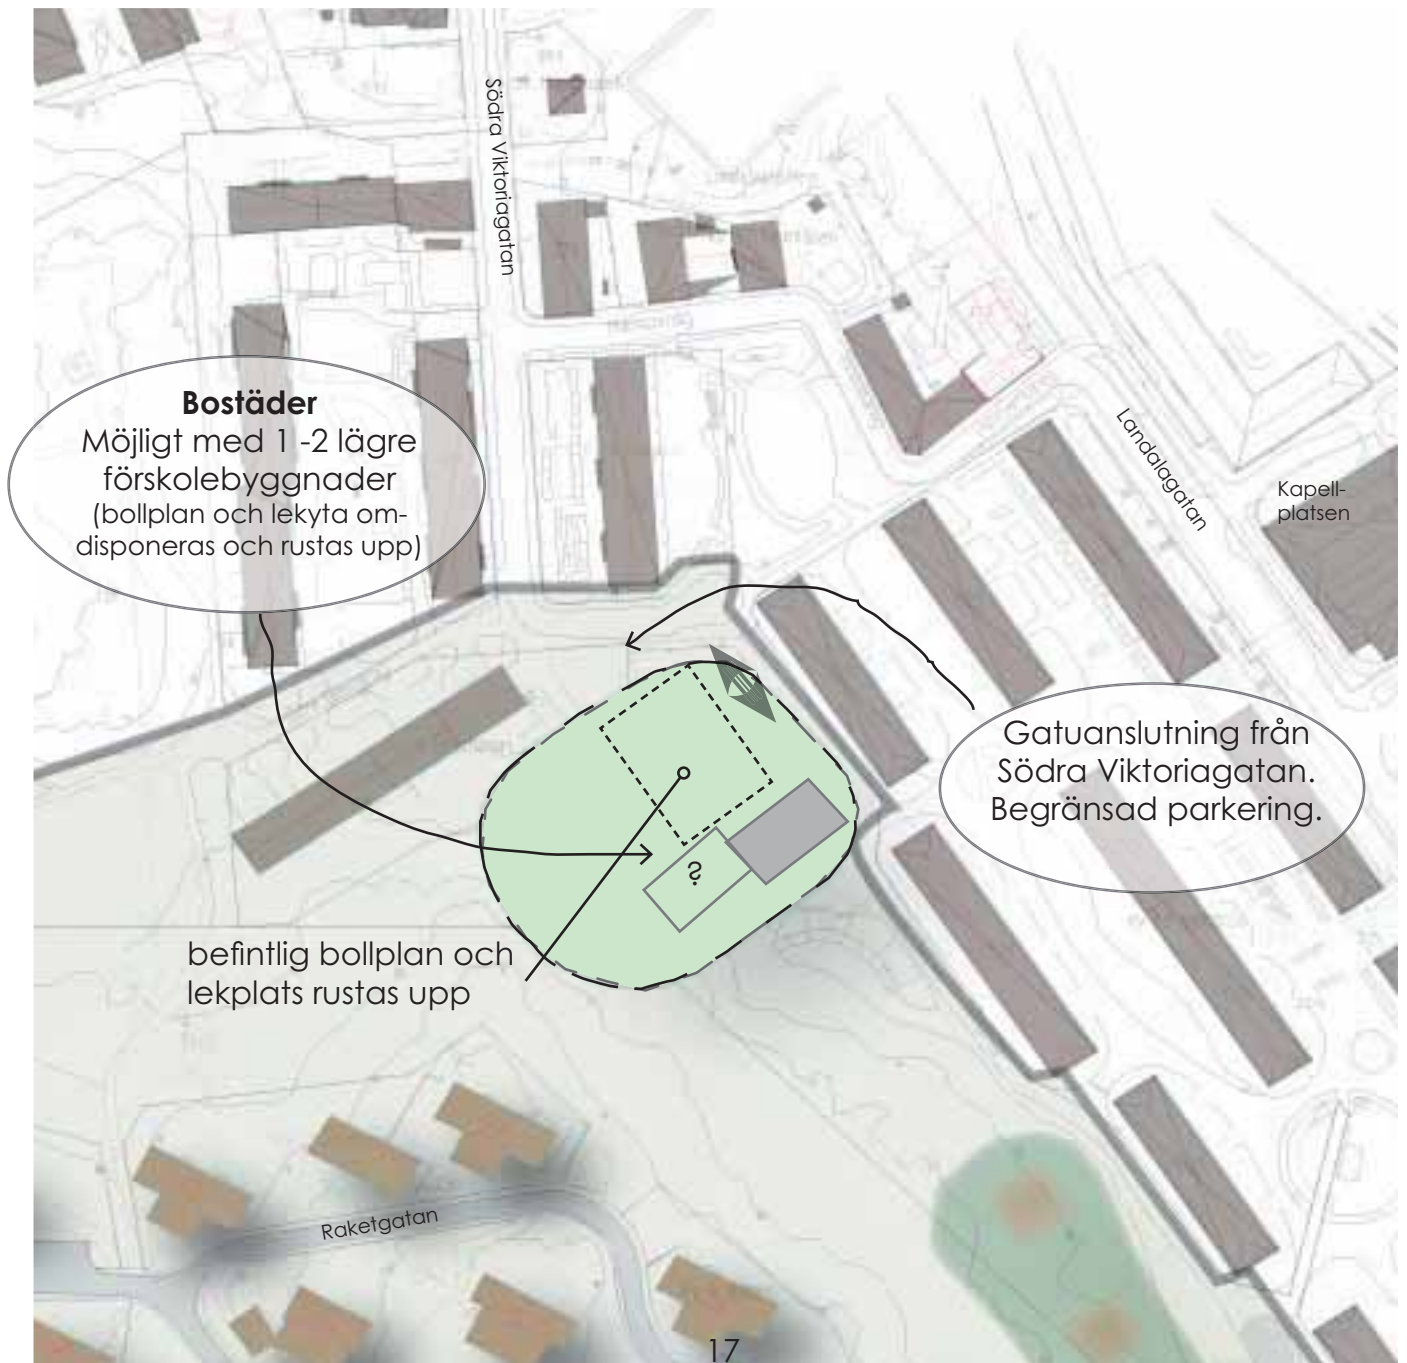 Södra Viktoriagatan
Bostäder
Möjligt med 1 -2 lägre
förskolebyggnader
(bollplan och lekyta om-
disponeras och rustas upp)
Landalagatan
Kapell-
platsen
Gatuanslutning från
Södra Viktoriagatan.
Begränsad parkering.
?
befintlig bollplan och
lekplats rustas upp
Raketgatan
17